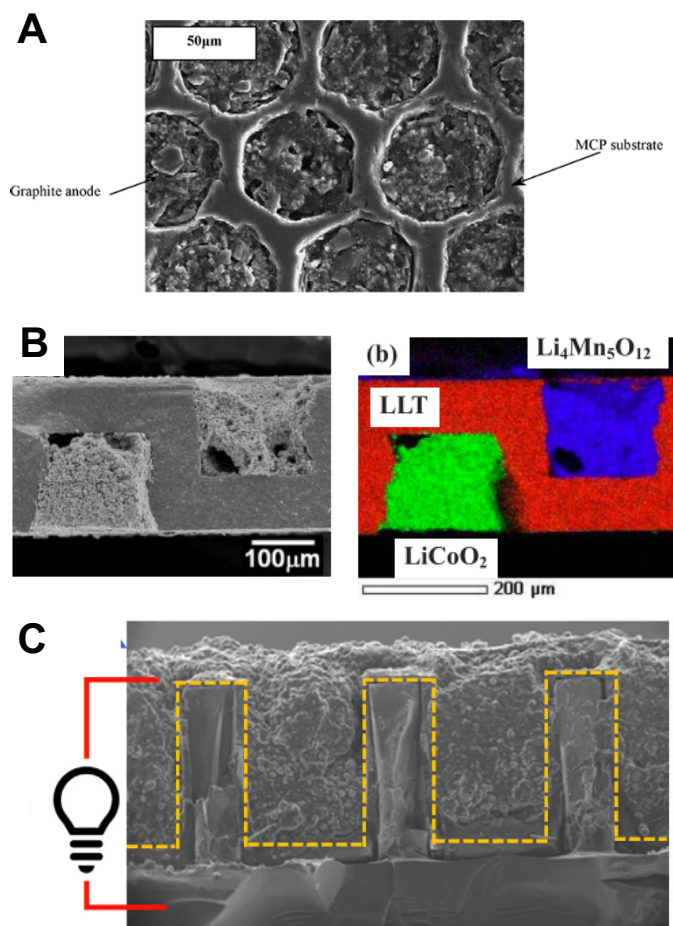 A
50µm
Graphite anode
MCP substrate
B
100µm
(b)
Li₄Mn₅O₁₂
LLT
LiCoO₂
200 µm
C